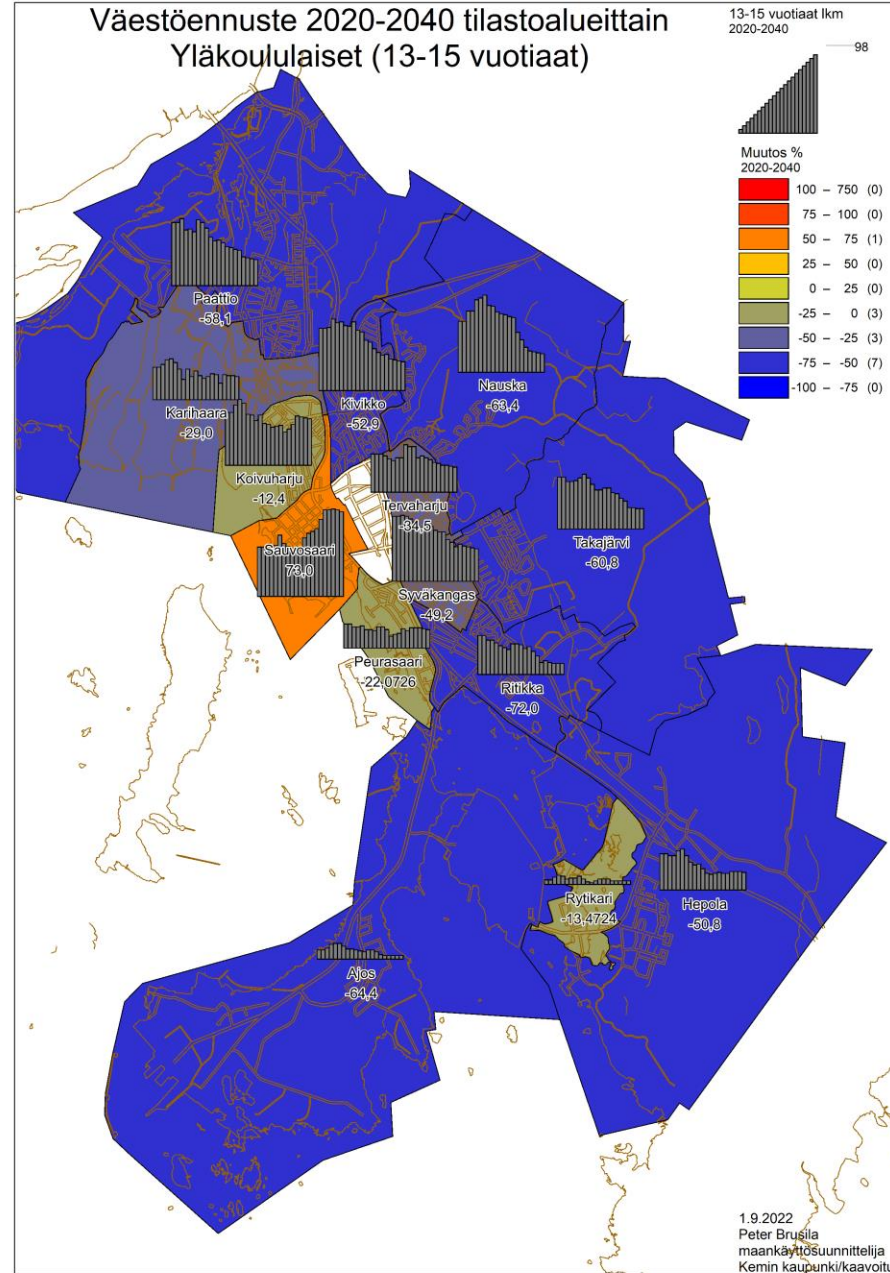 Väestöennuste 2020-2040 tilastoalueittain
Yläkoululaiset (13-15 vuotiaat)
13-15 vuotiaat lkm
2020-2040
98
Muutos %
2020-2040
100 – 750 (0)
75 – 100 (0)
50 – 75 (1)
25 – 50 (0)
0 – 25 (0)
-25 – 0 (3)
-50 – -25 (3)
-75 – -50 (7)
-100 – -75 (0)
Paattio
-58,1
Nauska
-63,4
Kivikko
-52,9
Karihaara
-29,0
Koivuharju
-12,4
Tervaharju
-34,5
Takajärvi
-60,8
Sauvosaari
73,0
Syväkangas
-49,2
Peurasaari
-22,0726
Ritikka
-72,0
Rytikari
-13,4724
Hepola
-50,8
Ajos
-64,4
1.9.2022
Peter Brusila
maankäyttösuunnittelija
Kemin kaupunki/kaavoitu